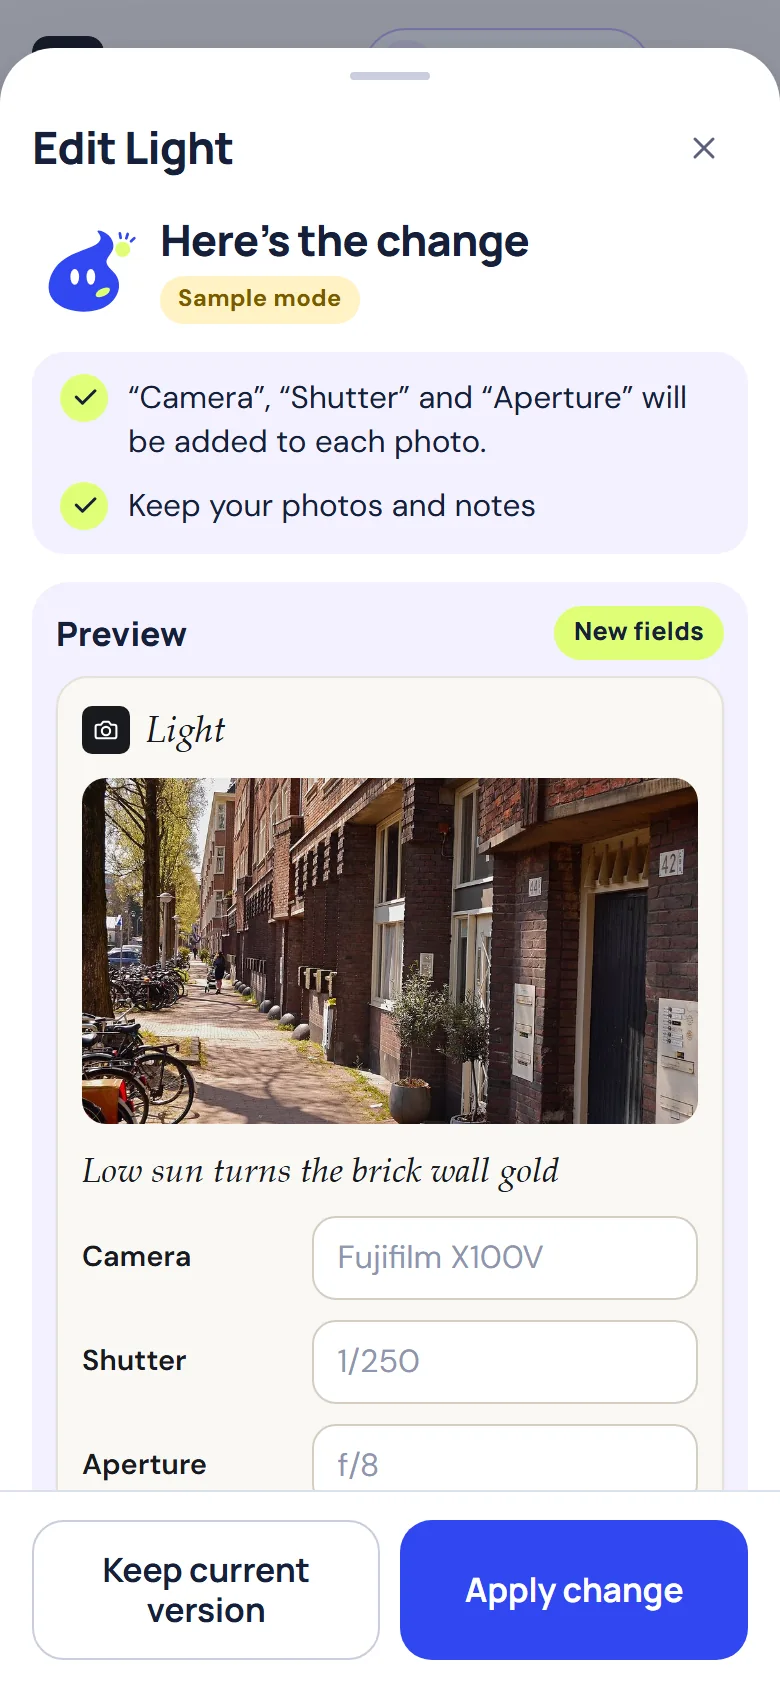 Edit Light
Here’s the change
Sample mode
“Camera”, “Shutter” and “Aperture” will
be added to each photo.
Keep your photos and notes
Preview
New fields
Light
42
44
Low sun turns the brick wall gold
Camera
Fujifilm X100V
Shutter
1/250
Aperture
f/8
Keep current
version
Apply change